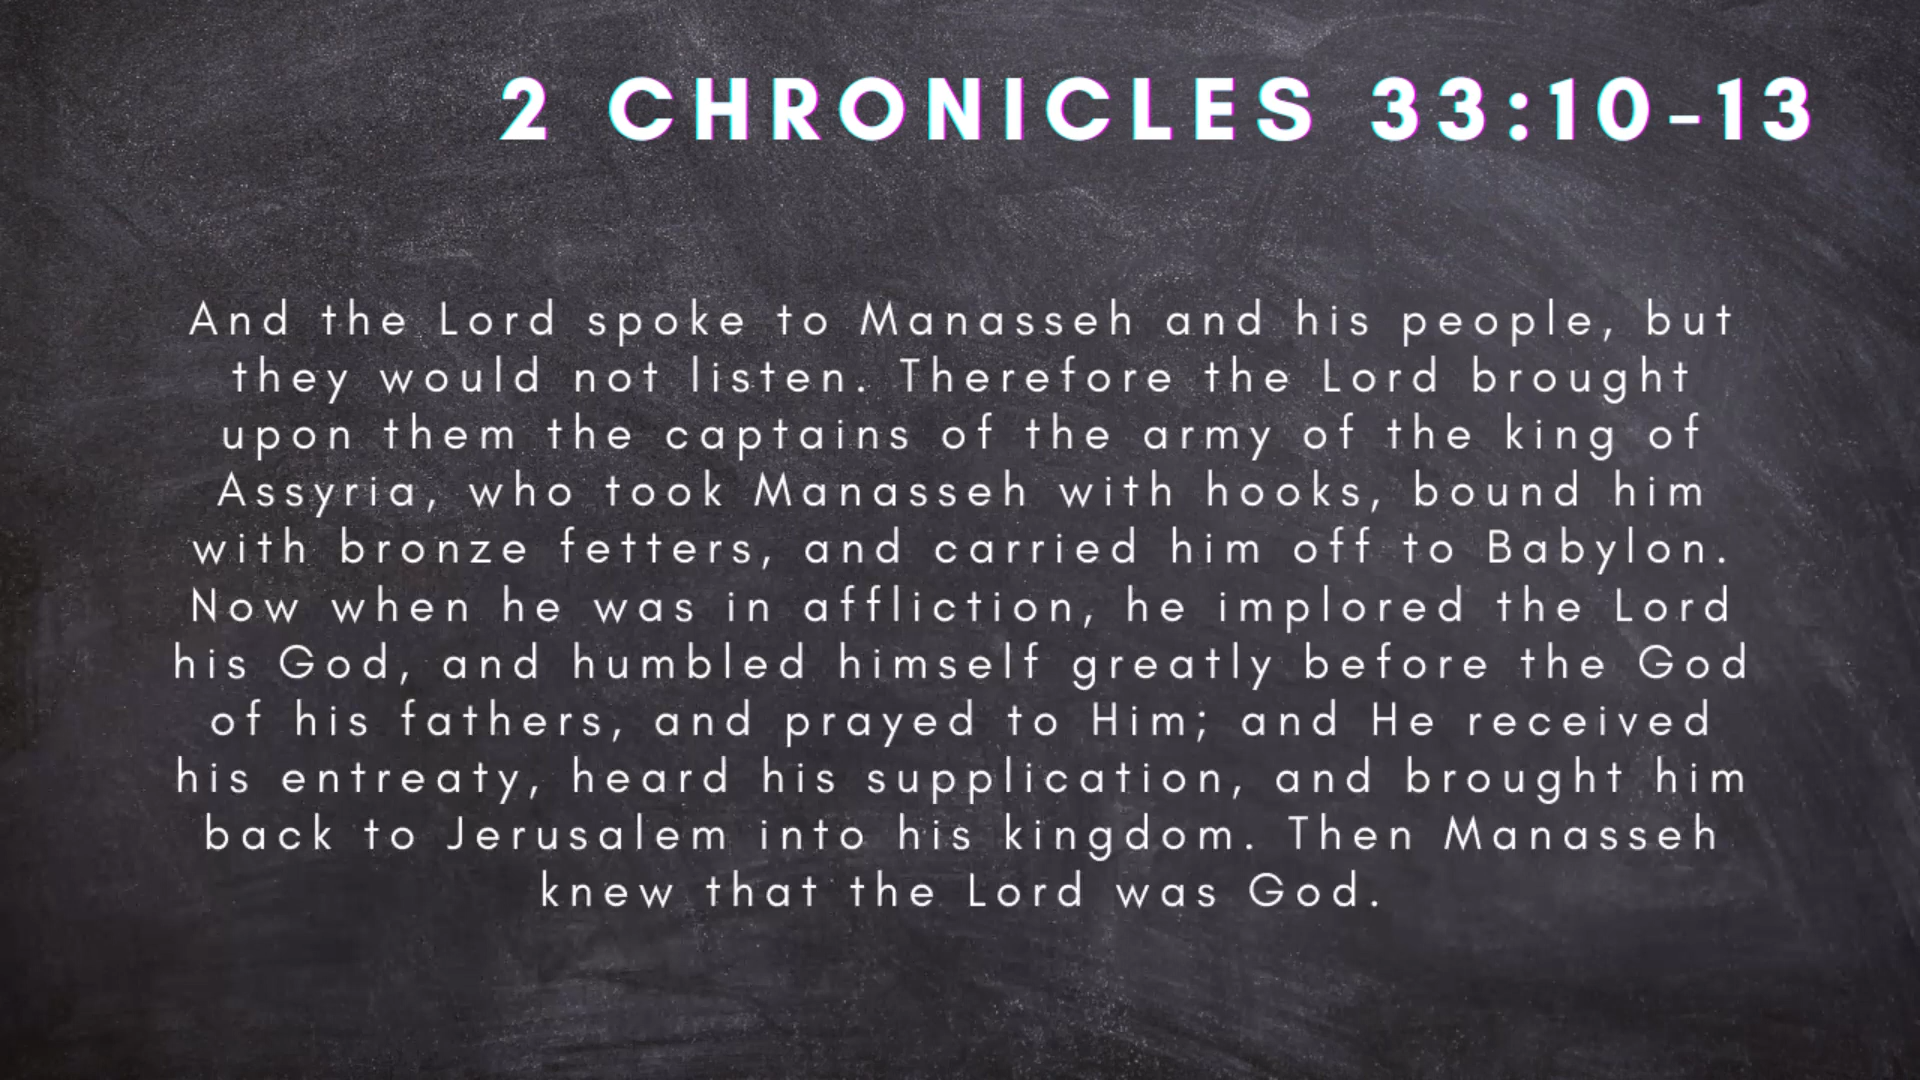 2 CHRONICLES 33:10-13
And the Lord spoke to Manasseh and his people, but
they would not listen. Therefore the Lord brought
upon them the captains of the army of the king of
Assyria, who took Manasseh with hooks, bound him
with bronze fetters, and carried him off to Babylon.
Now when he was in affliction, he implored the Lord
his God, and humbled himself greatly before the God
of his fathers, and prayed to Him; and He received
his entreaty, heard his supplication, and brought him
back to Jerusalem into his kingdom. Then Manasseh
knew that the Lord was God.